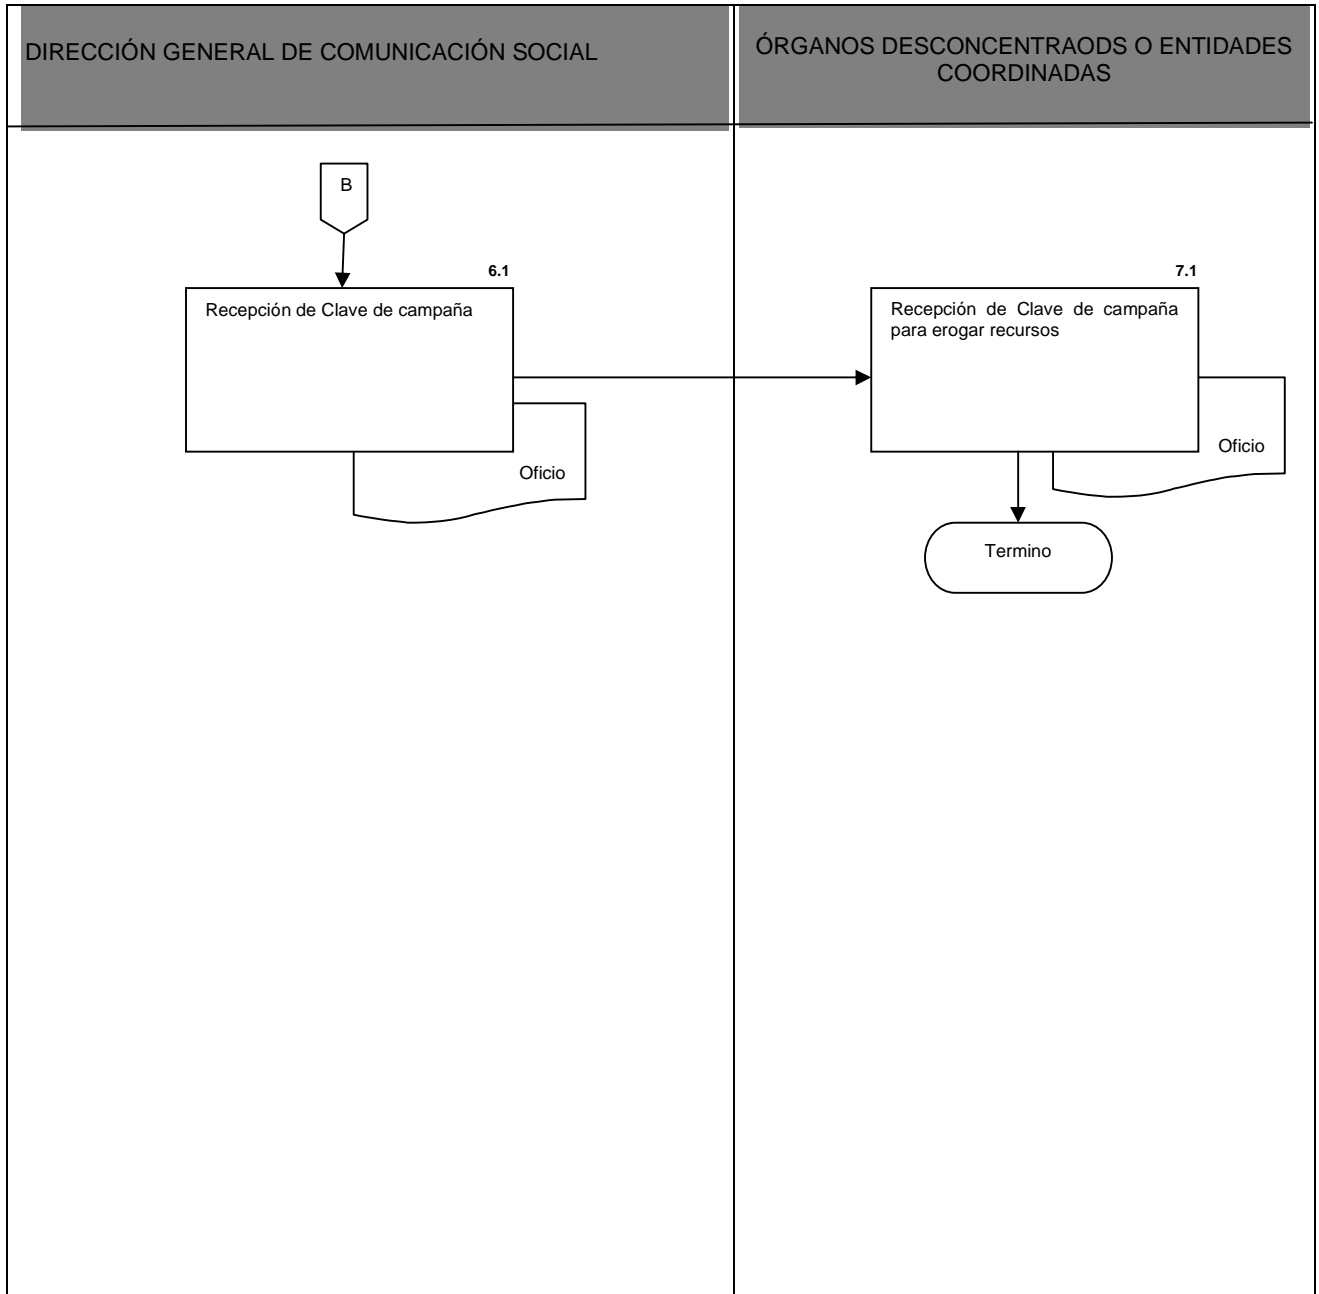 DIRECCIÓN GENERAL DE COMUNICACIÓN SOCIAL
ÓRGANOS DESCONCENTRAODS O ENTIDADES
COORDINADAS
B
6.1
Recepción de Clave de campaña
Oficio
7.1
Recepción de Clave de campaña
para erogar recursos
Oficio
Termino